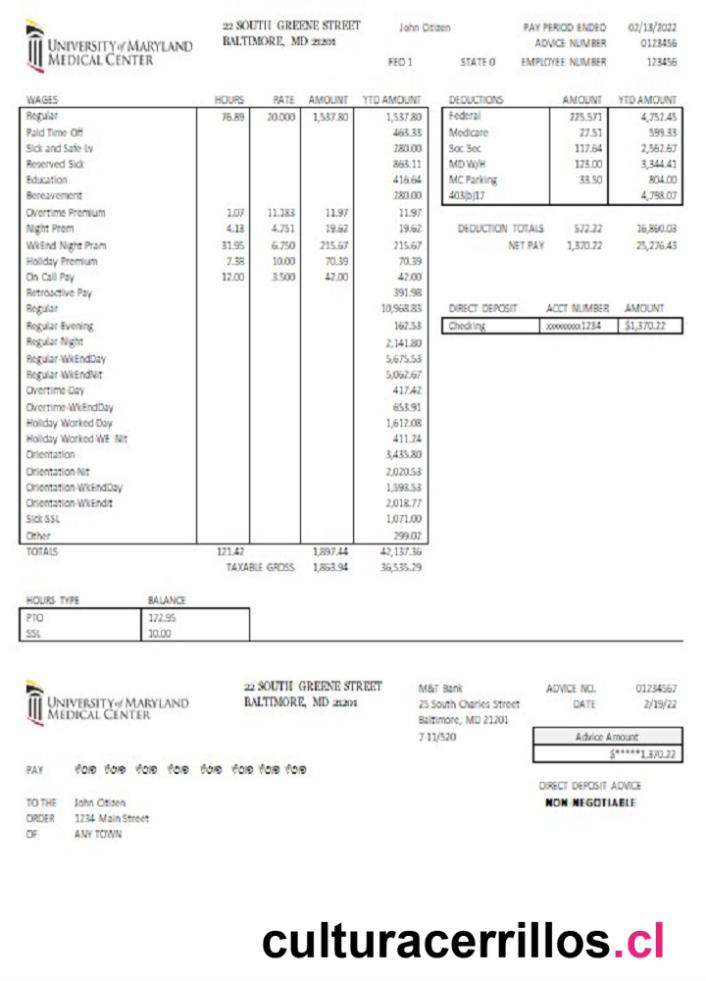 22 SOUTH GREENE STREET John Citizen PAY PERIOD ENDED 02/13/2022
UNIVERSITY of MARYLAND BALTIMORE, MD 21201 ADVICE NUMBER 0123456
MEDICAL CENTER FED 1 STATE 0 EMPLOYEE NUMBER 123456
WAGES HOURS RATE AMOUNT YTD AMOUNT DEDUCTIONS AMOUNT YTD AMOUNT
Regular 76.89 20.000 1,537.80 1,537.80 Federal 225.571 4,752.45
Paid Time Off 463.33 Medicare 27.51 599.33
Sick and Safe Lv 280.00 Soc Sec 117.64 2,562.67
Reserved Sick 863.11 MD W/H 123.00 3,344.41
Education 416.64 MC Parking 33.50 804.00
Bereavement 280.00 403(b)17 4,798.07
Overtime Premium 1.07 11.183 11.97 11.97
Night Prem 4.13 4.751 19.62 19.62 DEDUCTION TOTALS 572.22 16,860.03
WkEnd Night Pram 31.95 6.750 215.67 215.67 NET PAY 1,370.22 25,276.43
Holiday Premium 7.38 10.00 70.39 70.39
On Call Pay 12.00 3.500 42.00 42.00
Retroactive Pay 391.98
Regular 10,968.83 DIRECT DEPOSIT ACCT NUMBER AMOUNT
Regular Evening 162.53 Checking xxxxxxxxx1234 $1,370.22
Regular Night 2,141.80
Regular-WkEndDay 5,675.53
Regular-WkEndNit 5,062.67
Overtime-Day 417.42
Overtime-WkEndDay 653.91
Holiday Worked-Day 1,612.08
Holiday Worked-WE Nit 411.24
Orientation 3,435.80
Orientation-Nit 2,020.53
Orientation-WkEndDay 1,593.53
Orientation-WkEndit 2,018.77
Sick SSL 1,071.00
Other 299.02
TOTALS 121.42 1,897.44 42,137.36
TAXABLE GROSS 1,863.94 36,535.29
HOURS TYPE BALANCE
PTO 172.95
SSL 10.00
22 SOUTH GREENE STREET M&T Bank ADVICE NO. 01234567
UNIVERSITY of MARYLAND BALTIMORE, MD 21201 25 South Charles Street DATE 2/19/22
MEDICAL CENTER Baltimore, MD 21201
7-11/520 Advice Amount
$*****1,370.22
PAY
DIRECT DEPOSIT ADVICE
TO THE John Citizen NON-NEGOTIABLE
ORDER 1234 Main Street
OF ANY TOWN
culturacerrillos.cl